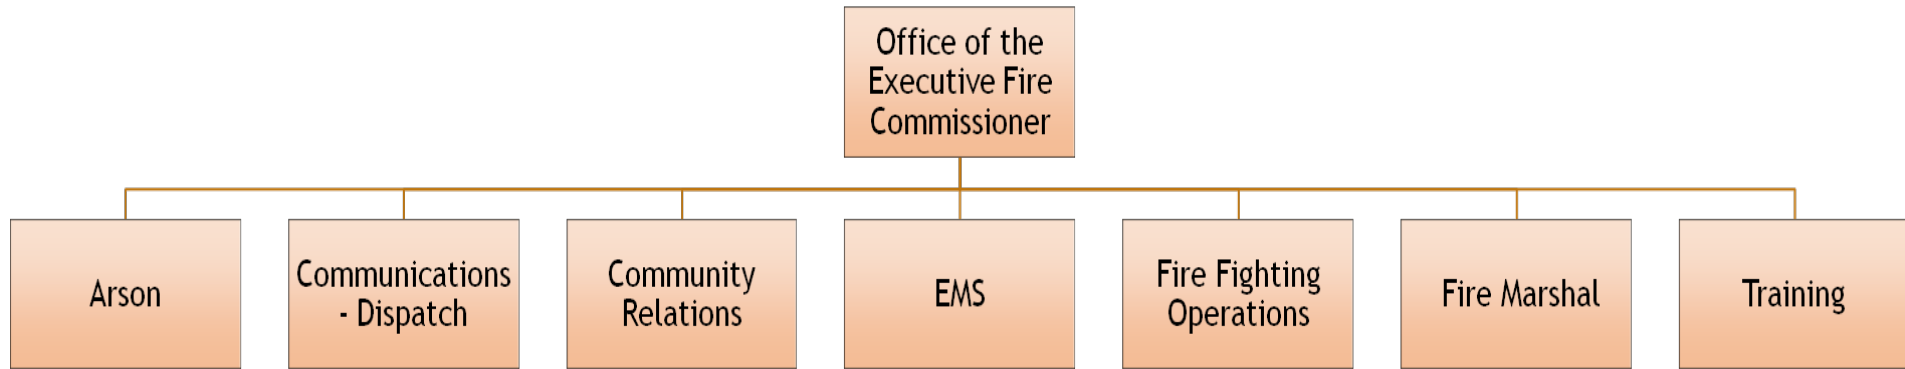 Office of the
Executive Fire
Commissioner
Arson
Communications
- Dispatch
Community
Relations
EMS
Fire Fighting
Operations
Fire Marshal
Training